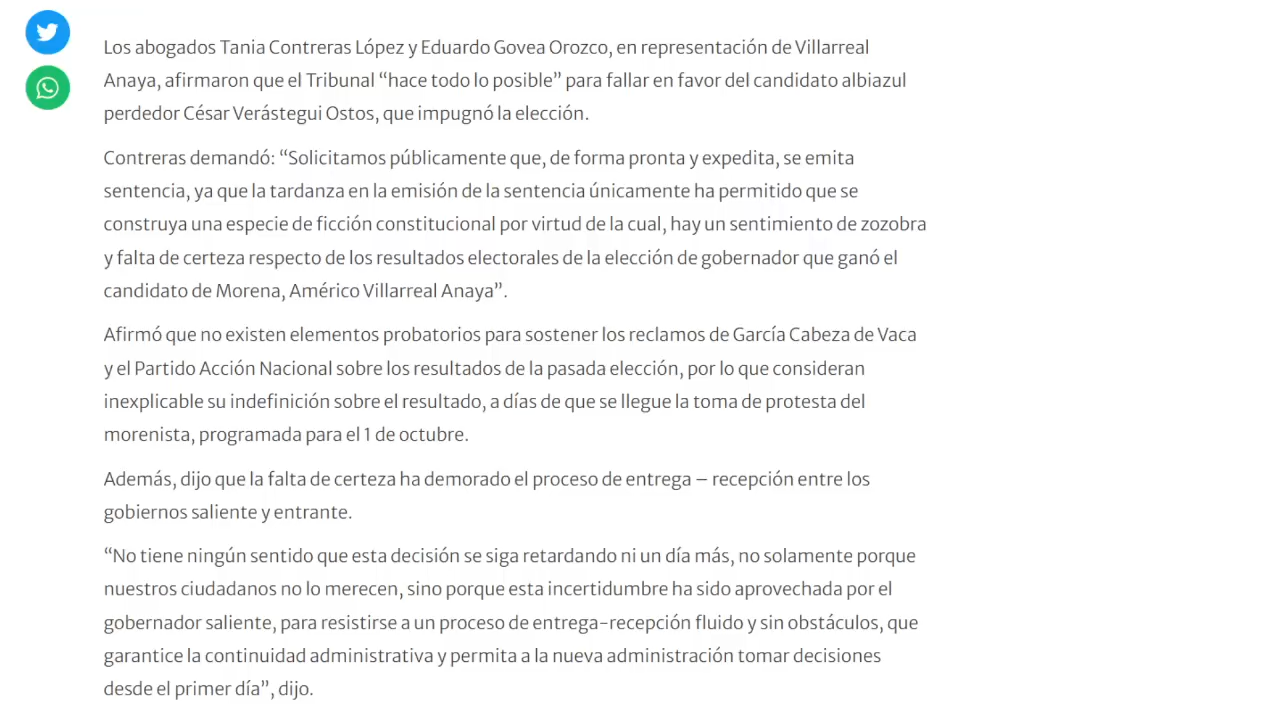 Los abogados Tania Contreras López y Eduardo Govea Orozco, en representación de Villarreal
Anaya, afirmaron que el Tribunal “hace todo lo posible” para fallar en favor del candidato albiazul
perdedor César Verástegui Ostos, que impugnó la elección.
Contreras demandó: “Solicitamos públicamente que, de forma pronta y expedita, se emita
sentencia, ya que la tardanza en la emisión de la sentencia únicamente ha permitido que se
construya una especie de ficción constitucional por virtud de la cual, hay un sentimiento de zozobra
y falta de certeza respecto de los resultados electorales de la elección de gobernador que ganó el
candidato de Morena, Américo Villarreal Anaya”.
Afirmó que no existen elementos probatorios para sostener los reclamos de García Cabeza de Vaca
y el Partido Acción Nacional sobre los resultados de la pasada elección, por lo que consideran
inexplicable su indefinición sobre el resultado, a días de que se llegue la toma de protesta del
morenista, programada para el 1 de octubre.
Además, dijo que la falta de certeza ha demorado el proceso de entrega – recepción entre los
gobiernos saliente y entrante.
“No tiene ningún sentido que esta decisión se siga retardando ni un día más, no solamente porque
nuestros ciudadanos no lo merecen, sino porque esta incertidumbre ha sido aprovechada por el
gobernador saliente, para resistirse a un proceso de entrega-recepción fluido y sin obstáculos, que
garantice la continuidad administrativa y permita a la nueva administración tomar decisiones
desde el primer día”, dijo.